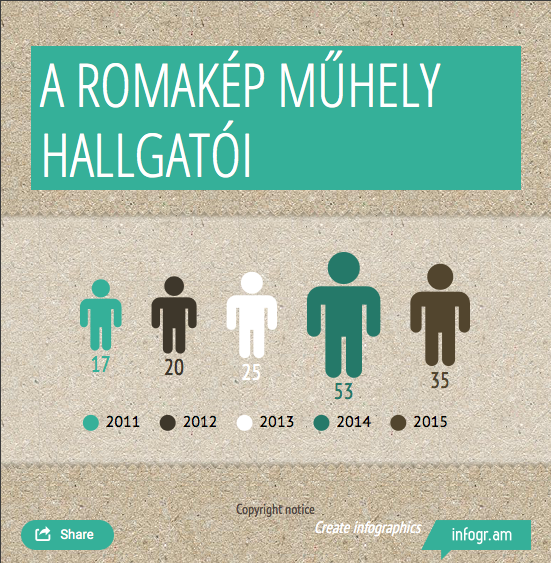 A ROMAKÉP MŰHELY
HALLGATÓI
17 20 25 53 35
2011 2012 2013 2014 2015
Copyright notice
Create infographics
infogr.am
Share